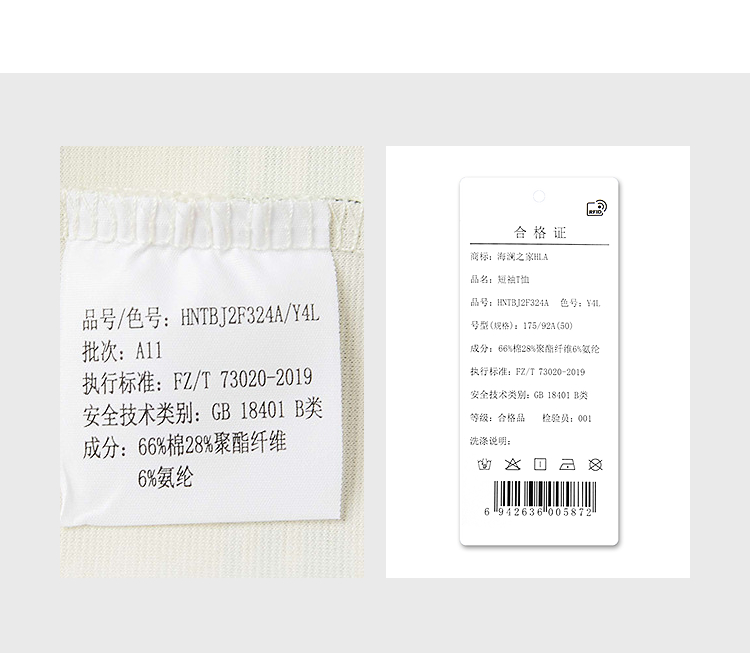 品号/色号: HNTBJ2F324A/Y4L
批次: A11
执行标准: FZ/T 73020-2019
安全技术类别: GB 18401 B类
成分: 66%棉28%聚酯纤维
6%氨纶
RFID
合格证
商标: 海澜之家HLA
品名: 短袖T恤
品号: HNTBJ2F324A 色号: Y4L
号型(规格): 175/92A(50)
成分: 66%棉28%聚酯纤维6%氨纶
执行标准: FZ/T 73020-2019
安全技术类别: GB 18401 B类
等级: 合格品 检验员: 001
洗涤说明:
6 942636 005872